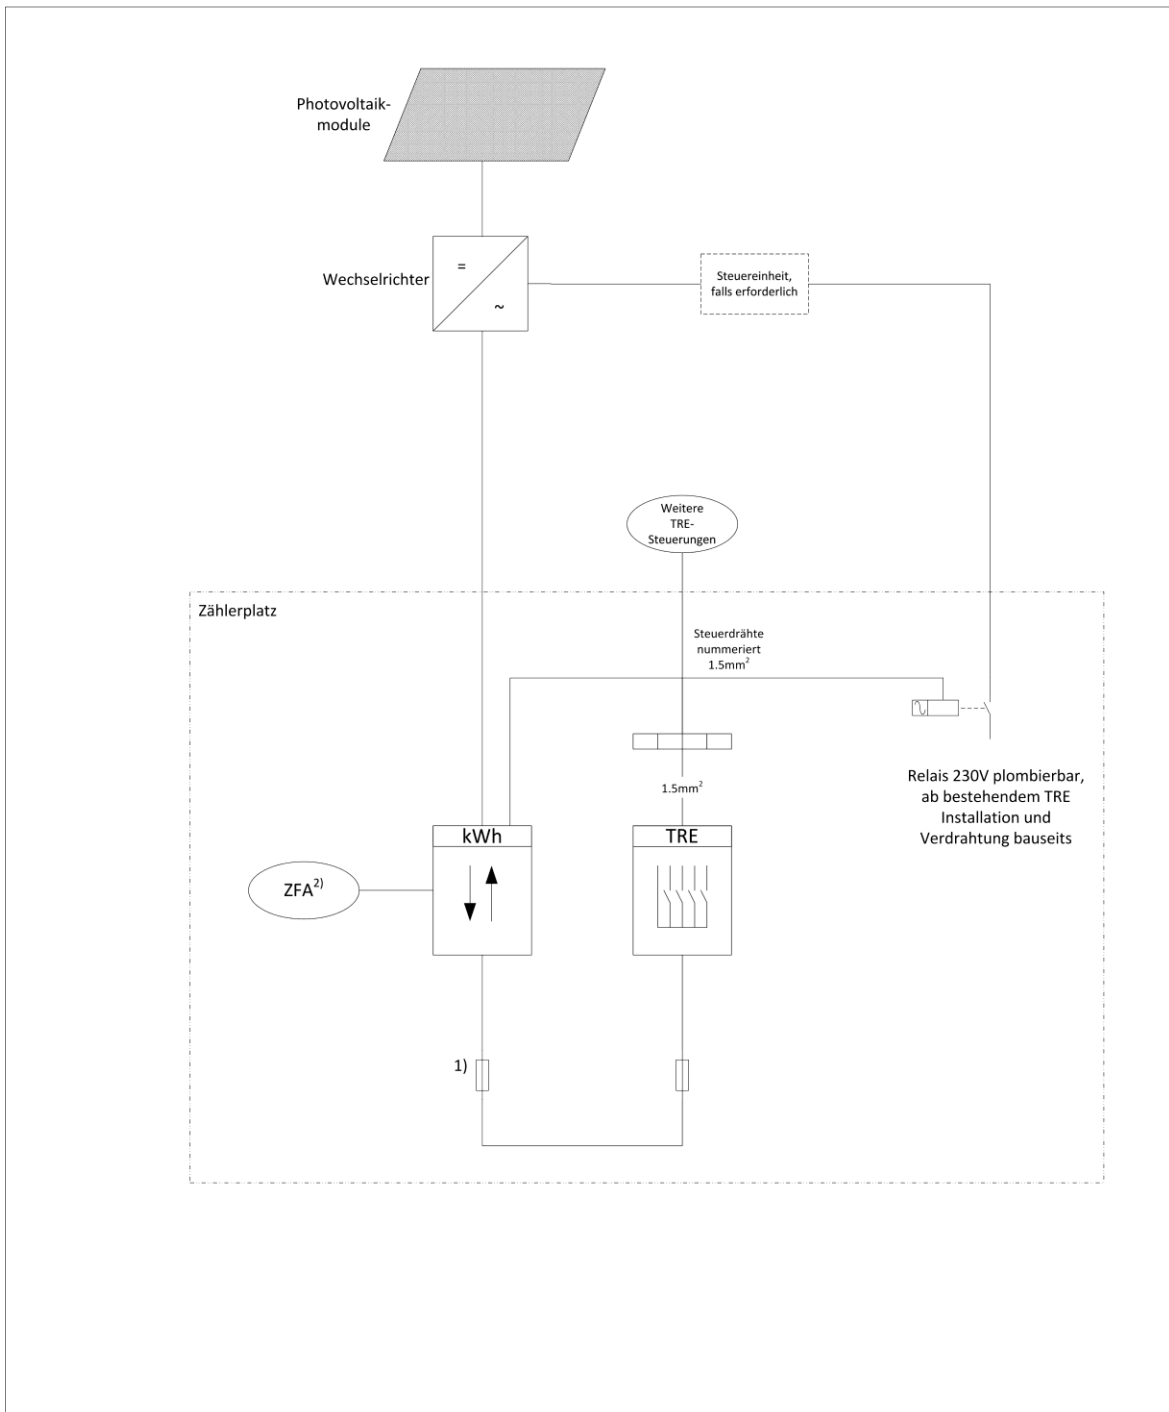 Photovoltaik-
module
Wechselrichter
=
~
Steuereinheit,
falls erforderlich
Weitere
TRE-
Steuerungen
Zählerplatz
Steuerdrähte
nummeriert
1.5mm²
1.5mm²
Relais 230V plombierbar,
ab bestehendem TRE
Installation und
Verdrahtung bauseits
kWh
TRE
ZFA²⁾
1)